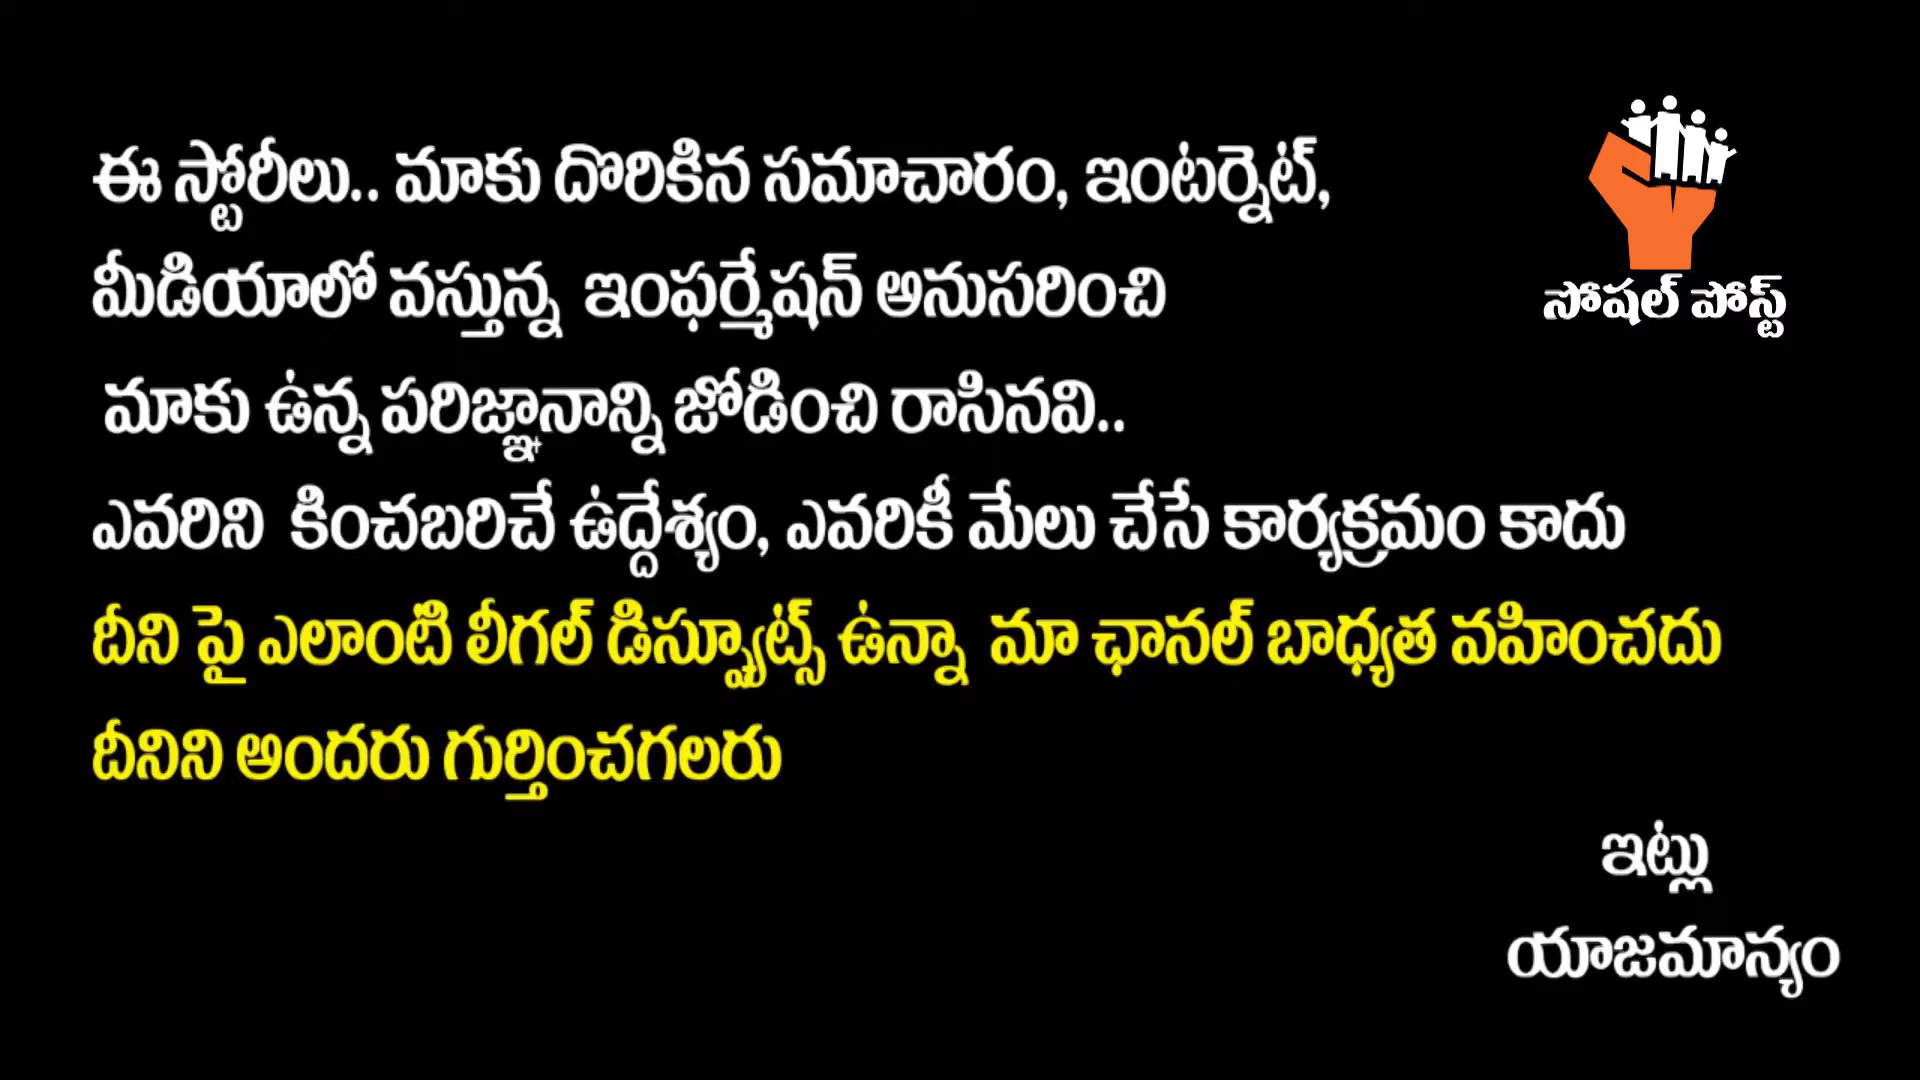 ఈ స్టోరీలు.. మాకు దొరికిన సమాచారం, ఇంటర్నెట్,
మీడియాలో వస్తున్న ఇంఫర్మేషన్ అనుసరించి
మాకు ఉన్న పరిజ్ఞానాన్ని జోడించి రాసినవి..
ఎవరిని కించబరిచే ఉద్దేశ్యం, ఎవరికీ మేలు చేసే కార్యక్రమం కాదు
దీని పై ఎలాంటి లీగల్ డిస్ప్యూట్స్ ఉన్నా మా ఛానల్ బాధ్యత వహించదు
దీనిని అందరు గుర్తించగలరు
ఇట్లు
యాజమాన్యం
సోషల్ పోస్ట్